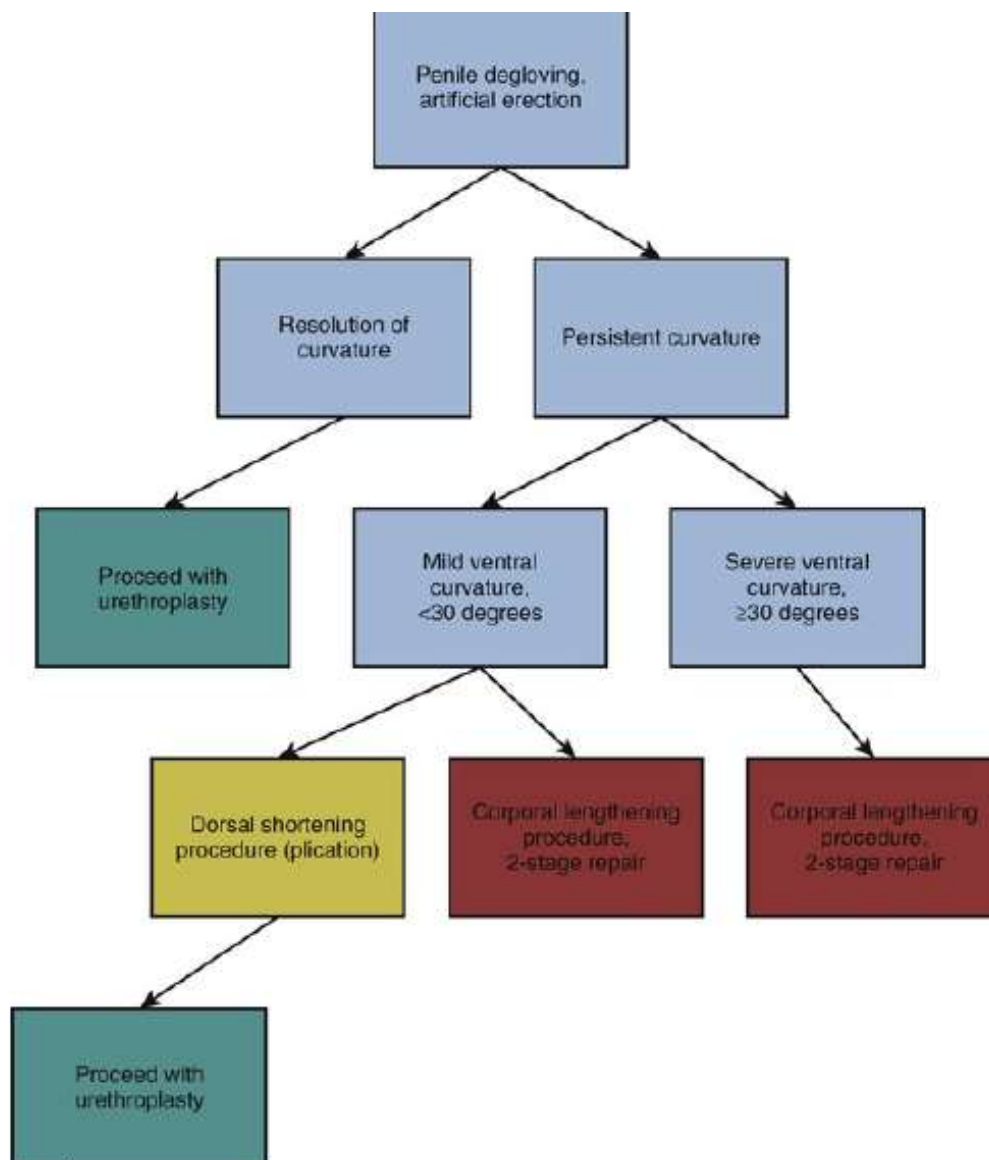 Penile degloving,
artificial erection
Resolution of
curvature
Persistent curvature
Proceed with
urethroplasty
Mild ventral
curvature,
<30 degrees
Severe ventral
curvature,
≥30 degrees
Dorsal shortening
procedure (plication)
Corporal lengthening
procedure,
2-stage repair
Corporal lengthening
procedure,
2-stage repair
Proceed with
urethroplasty